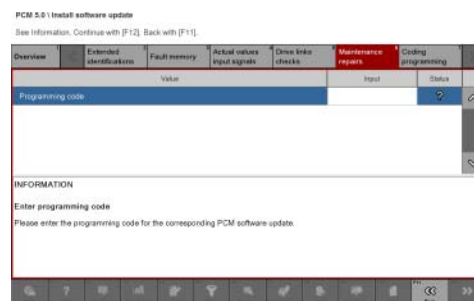 PCM 5.0 \ Install software update
See Information. Continue with [F12]. Back with [F11].
Overview
Extended identifications
Fault memory
Actual values input signals
Drive links checks
Maintenance repairs
Coding programming
Value
Input
Status
Programming code
?
INFORMATION
Enter programming code
Please enter the programming code for the corresponding PCM software update.